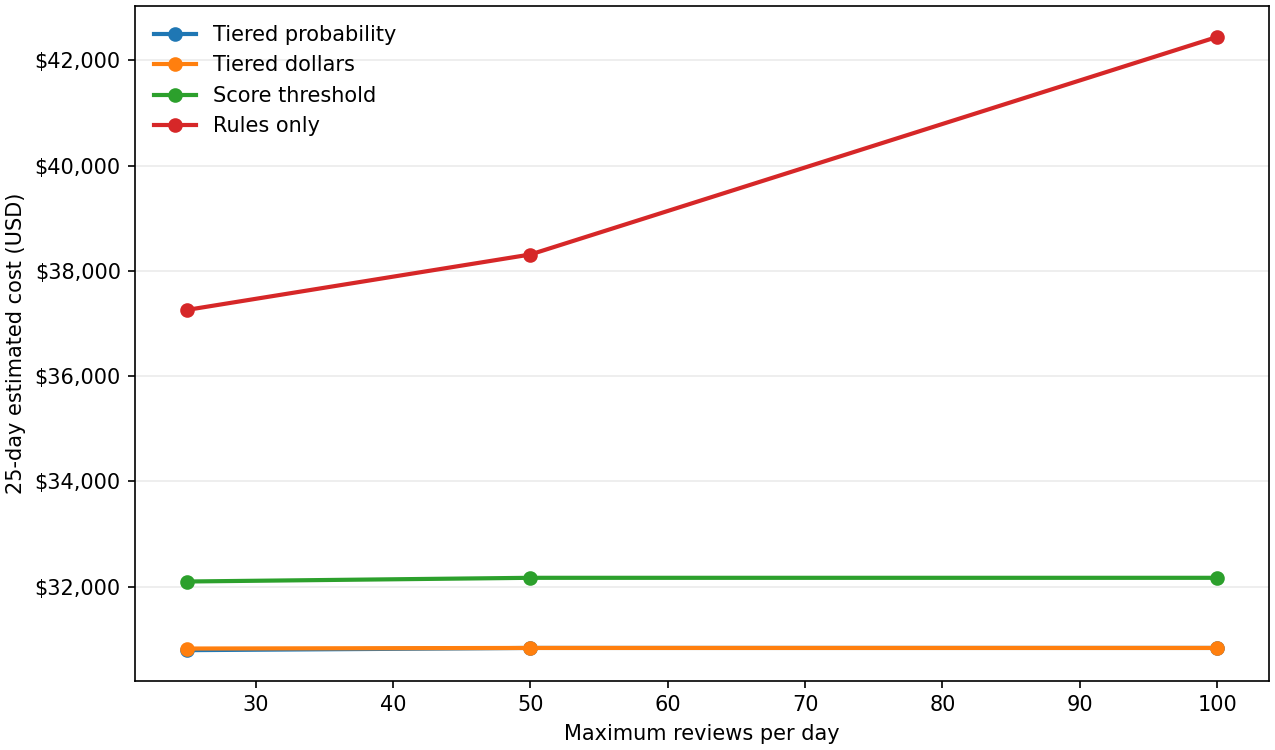 Tiered probability
Tiered dollars
Score threshold
Rules only
$42,000
$40,000
$38,000
$36,000
$34,000
$32,000
25-day estimated cost (USD)
30 40 50 60 70 80 90 100
Maximum reviews per day